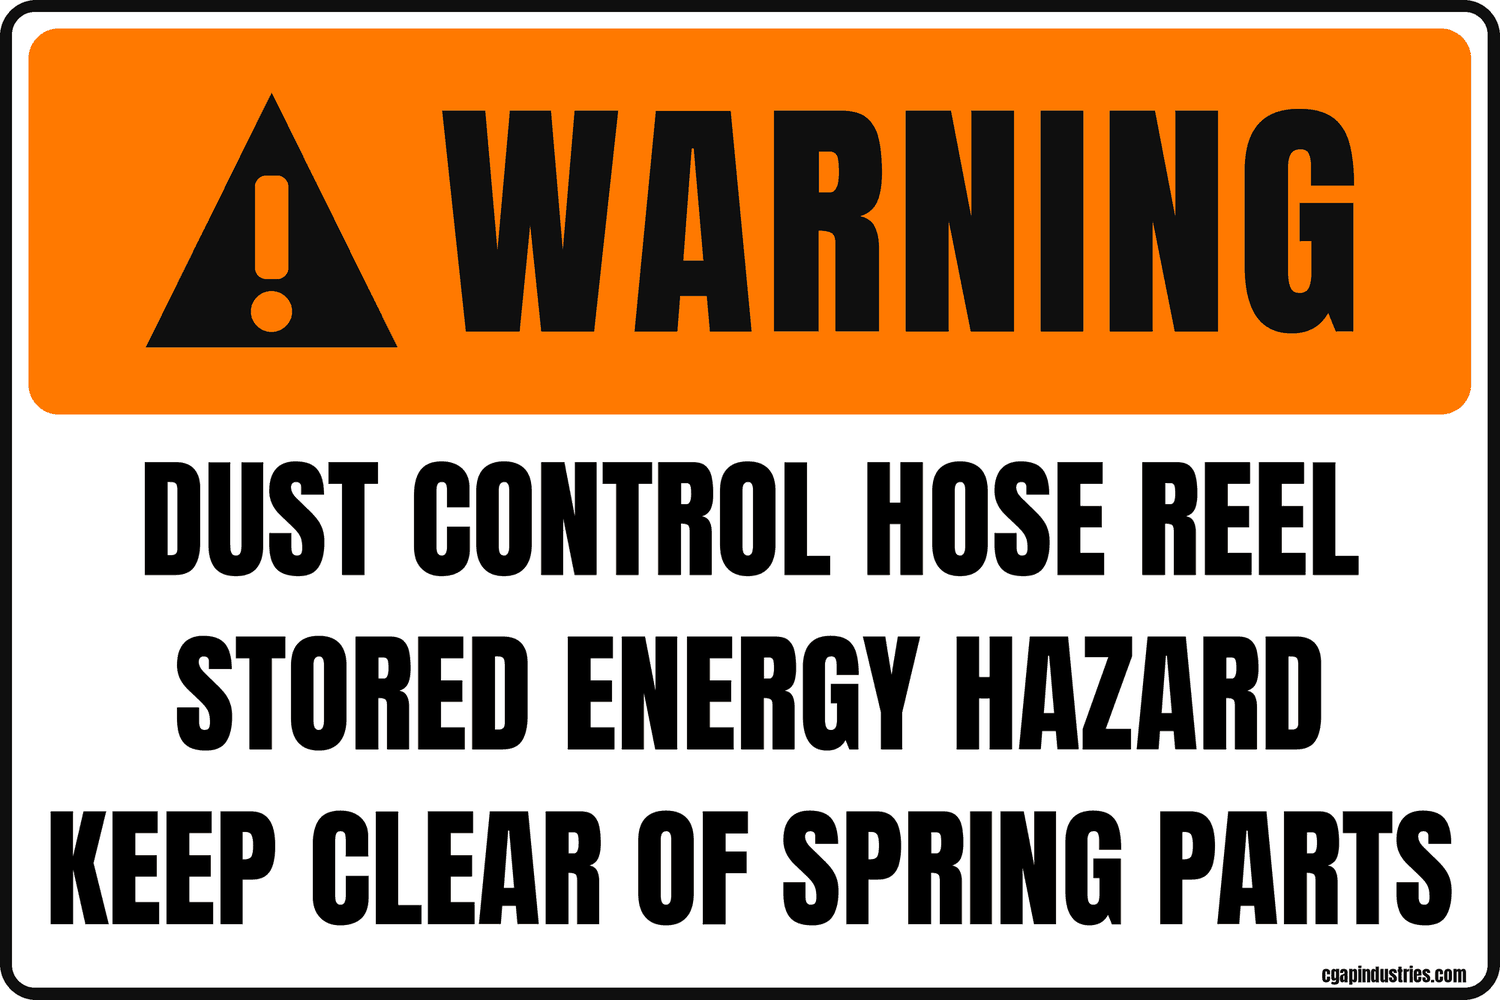 WARNING
DUST CONTROL HOSE REEL
STORED ENERGY HAZARD
KEEP CLEAR OF SPRING PARTS
cgapindustries.com